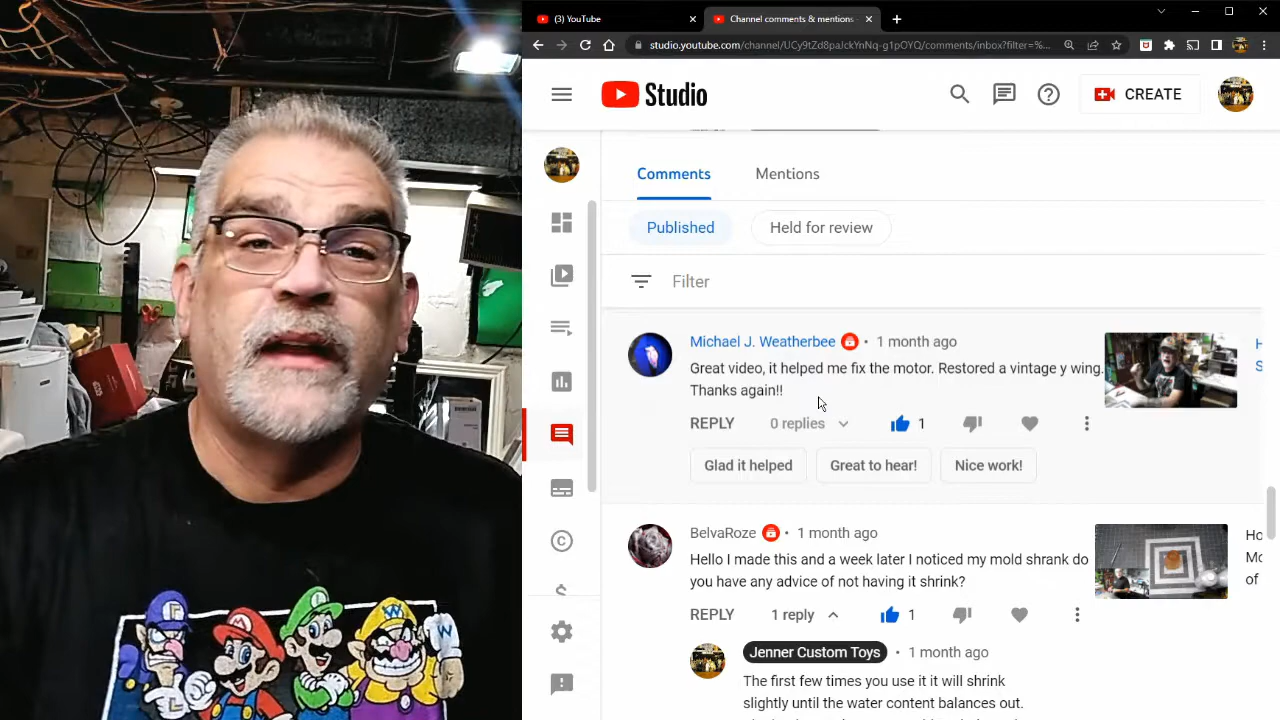 (3) YouTube
Channel comments & mentions
studio.youtube.com/channel/UCy9tZd8paJckYnNq-g1pOYQ/comments/inbox?filter=%...
Studio
CREATE
Comments
Mentions
Published
Held for review
Filter
Michael J. Weatherbee • 1 month ago
Great video, it helped me fix the motor. Restored a vintage y wing.
Thanks again!!
REPLY
0 replies
1
Glad it helped
Great to hear!
Nice work!
BelvaRoze • 1 month ago
Hello I made this and a week later I noticed my mold shrank do
you have any advice of not having it shrink?
Mo
of
REPLY
1 reply
1
Jenner Custom Toys • 1 month ago
The first few times you use it it will shrink
slightly until the water content balances out.